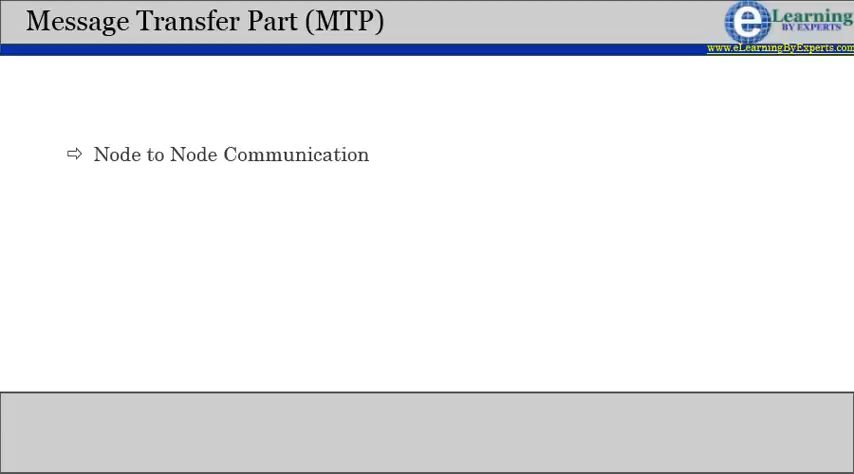 Message Transfer Part (MTP)
eLearning
BY EXPERTS
www.eLearningByExperts.com
⇨ Node to Node Communication